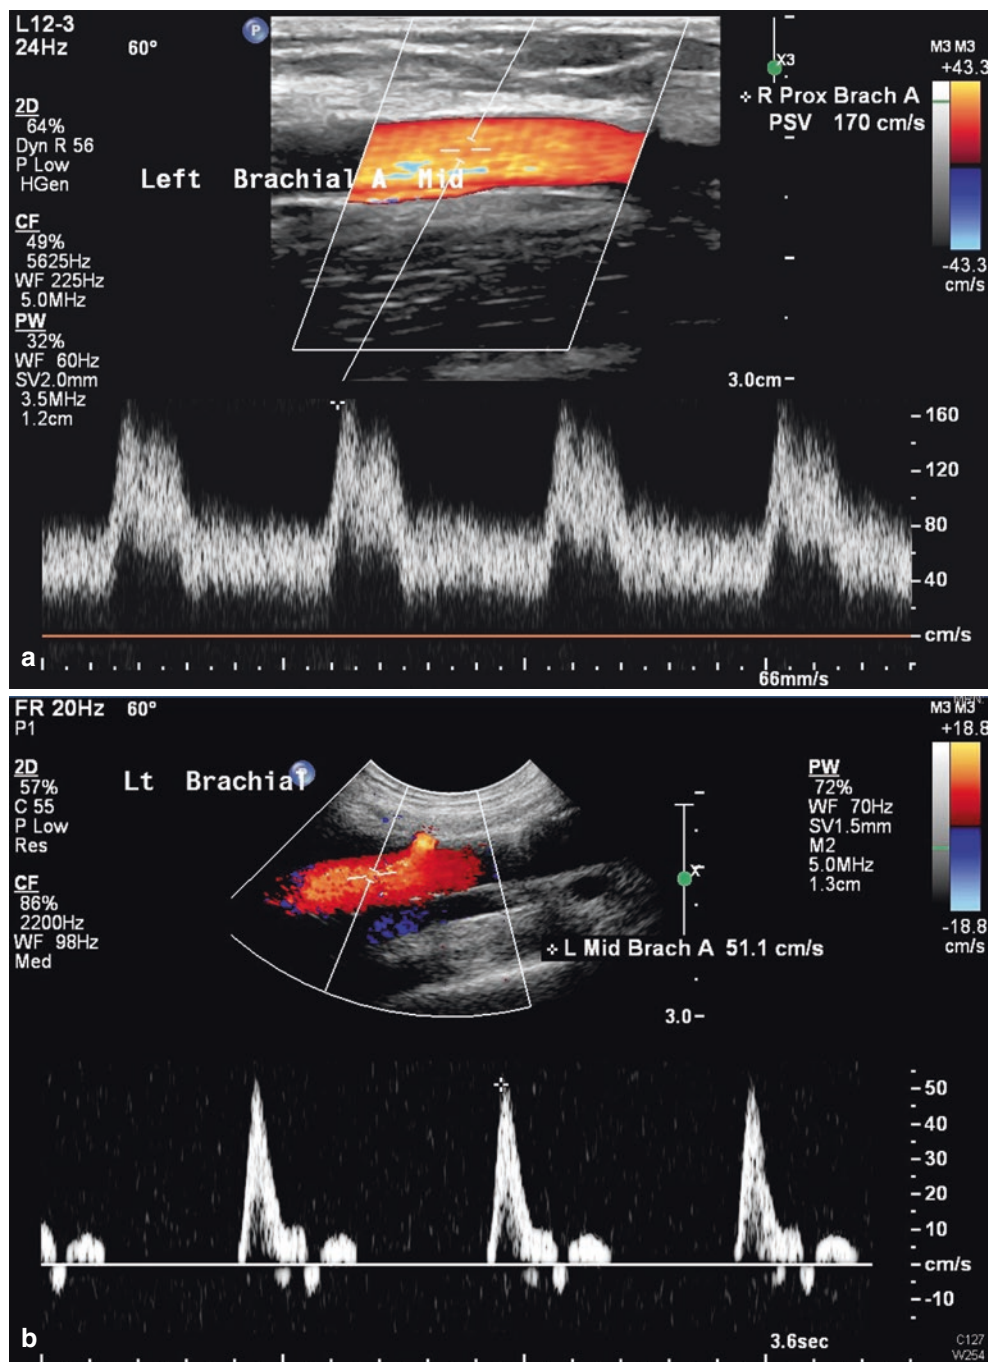 L12-3
24Hz 60°
P
2D
64%
Dyn R 56
P Low
HGen
CF
49%
5625Hz
WF 225Hz
5.0MHz
PW
32%
WF 60Hz
SV2.0mm
3.5MHz
1.2cm
Left Brachial A Mid
X3
R Prox Brach A
PSV 170 cm/s
M3 M3
+43.3
-43.3
cm/s
3.0cm
160
120
80
40
cm/s
66mm/s
a
FR 20Hz 60°
P1
2D
57%
C 55
P Low
Res
CF
86%
2200Hz
WF 98Hz
Med
Lt Brachial
P
X
L Mid Brach A 51.1 cm/s
3.0
PW
72%
WF 70Hz
SV1.5mm
M2
5.0MHz
1.3cm
M3 M3
+18.8
-18.8
cm/s
50
40
30
20
10
cm/s
-10
3.6sec
C127
W254
b